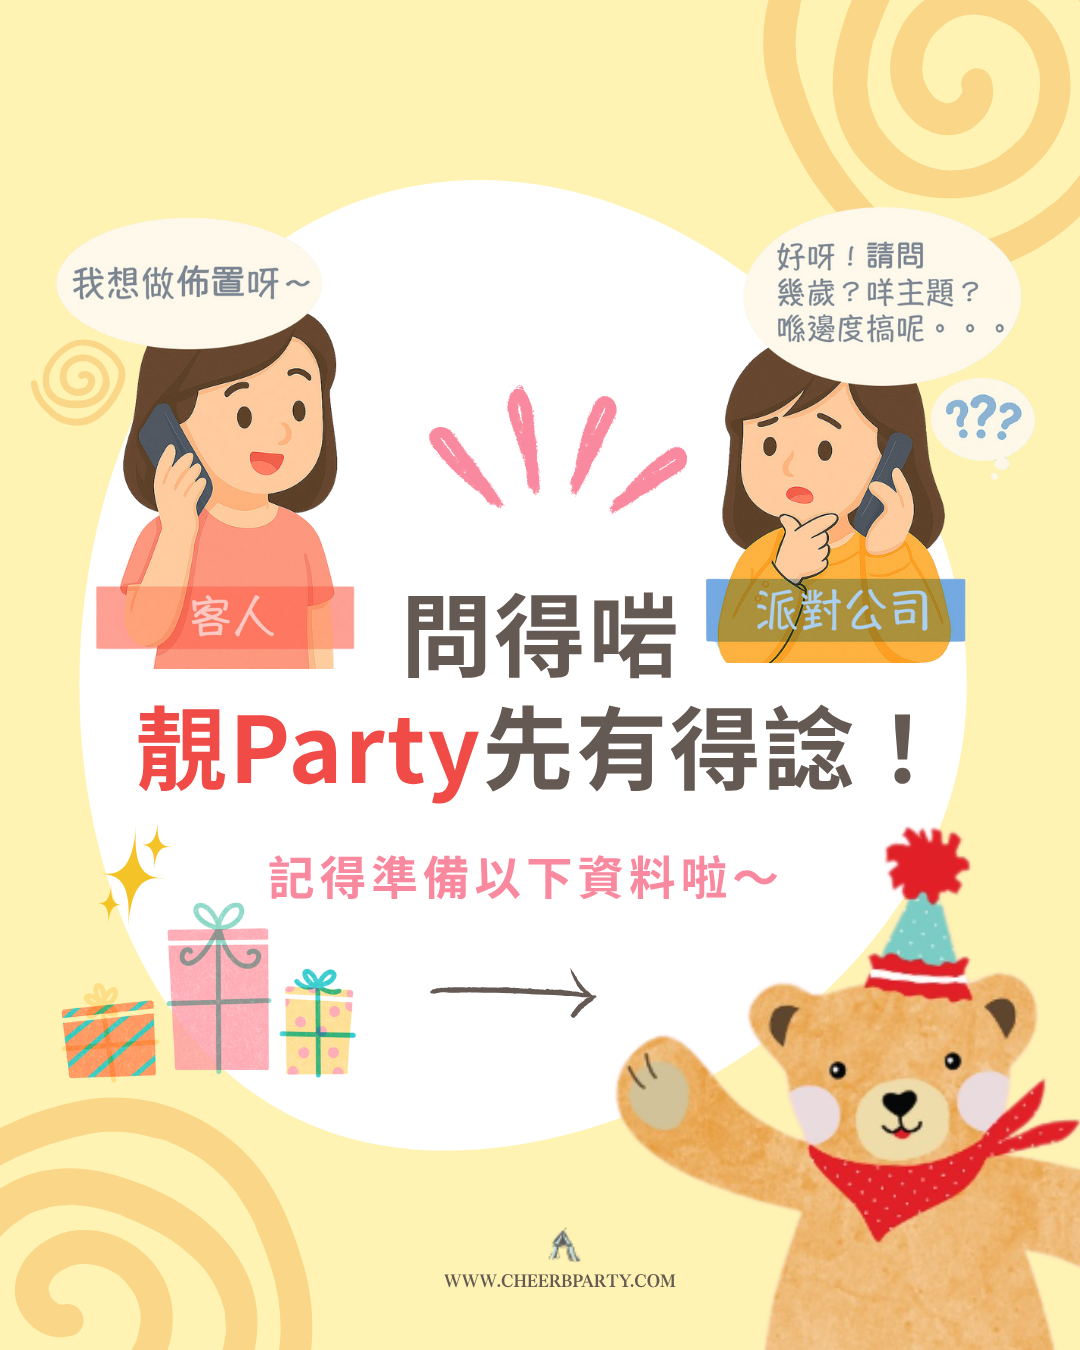 我想做佈置呀～
好呀！請問
幾歲？咩主題？
喺邊度搞呢。。。
???
客人
派對公司
問得啱
靚Party先有得諗！
記得準備以下資料啦～
WWW.CHEERBPARTY.COM